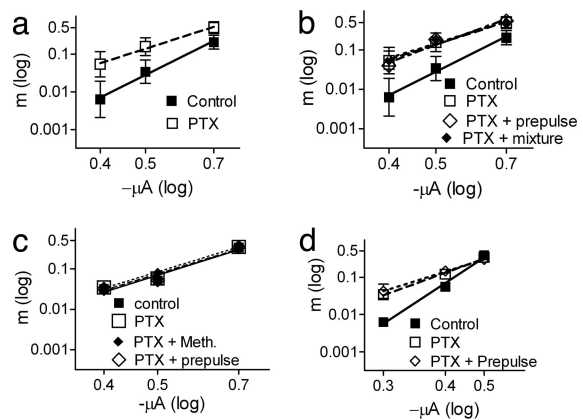 a
0.5
0.1
0.01
0.001
m (log)
Control
PTX
0.4 0.5 0.7
−μA (log)
b
0.5
0.1
0.01
0.001
m (log)
Control
PTX
PTX + prepulse
PTX + mixture
0.4 0.5 0.7
-μA (log)
c
0.5
0.1
0.01
0.001
m (log)
control
PTX
PTX + Meth.
PTX + prepulse
0.4 0.5 0.7
-μA (log)
d
0.5
0.1
0.01
0.001
m (log)
Control
PTX
PTX + Prepulse
0.3 0.4 0.5
−μA (log)